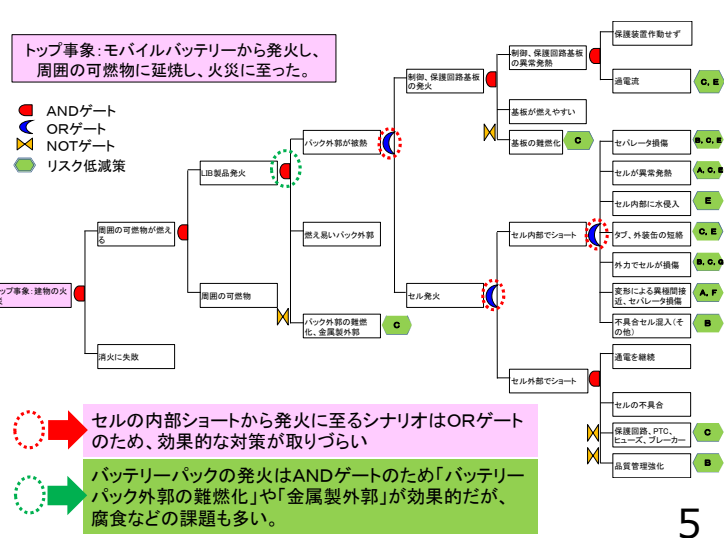 トップ事象：モバイルバッテリーから発火し、
周囲の可燃物に延焼し、火災に至った。
ANDゲート
ORゲート
NOTゲート
リスク低減策
ップ事象：建物の火
災
周囲の可燃物が燃え
る
消火に失敗
LIB製品発火
周囲の可燃物
パック外郭が被熱
燃え易いパック外郭
パック外郭の難燃
化、金属製外郭
C
制御、保護回路基板
の発火
セル発火
制御、保護回路基板
の異常発熱
基板が燃えやすい
基板の難燃化
C
セル内部でショート
セル外部でショート
保護装置作動せず
過電流
C, E
セパレータ損傷
B, C, E
セルが異常発熱
A, C, E
セル内部に水侵入
E
タブ、外装缶の短絡
C, E
外力でセルが損傷
B, C, G
変形による異極間接
近、セパレータ損傷
A, F
不具合セル混入(そ
の他)
B
通電を継続
セルの不具合
保護回路、PTC、
ヒューズ、ブレーカー
C
品質管理強化
B
セルの内部ショートから発火に至るシナリオはORゲート
のため、効果的な対策が取りづらい
バッテリーパックの発火はANDゲートのため「バッテリー
パック外郭の難燃化」や「金属製外郭」が効果的だが、
腐食などの課題も多い。
5